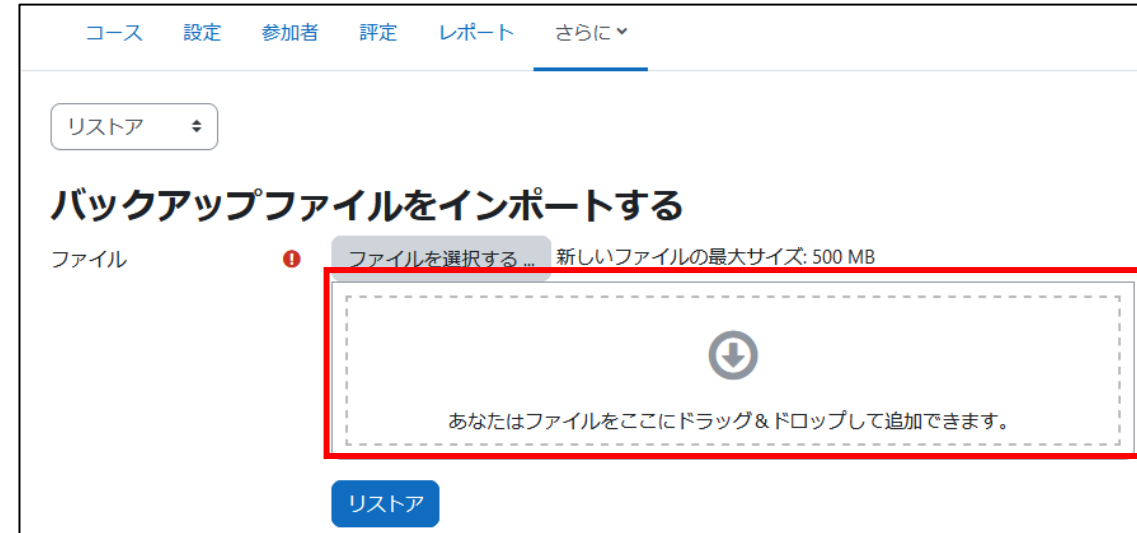 コース 設定 参加者 評定 レポート さらに
リストア
バックアップファイルをインポートする
ファイル ファイルを選択する ... 新しいファイルの最大サイズ: 500 MB
あなたはファイルをここにドラッグ＆ドロップして追加できます。
リストア